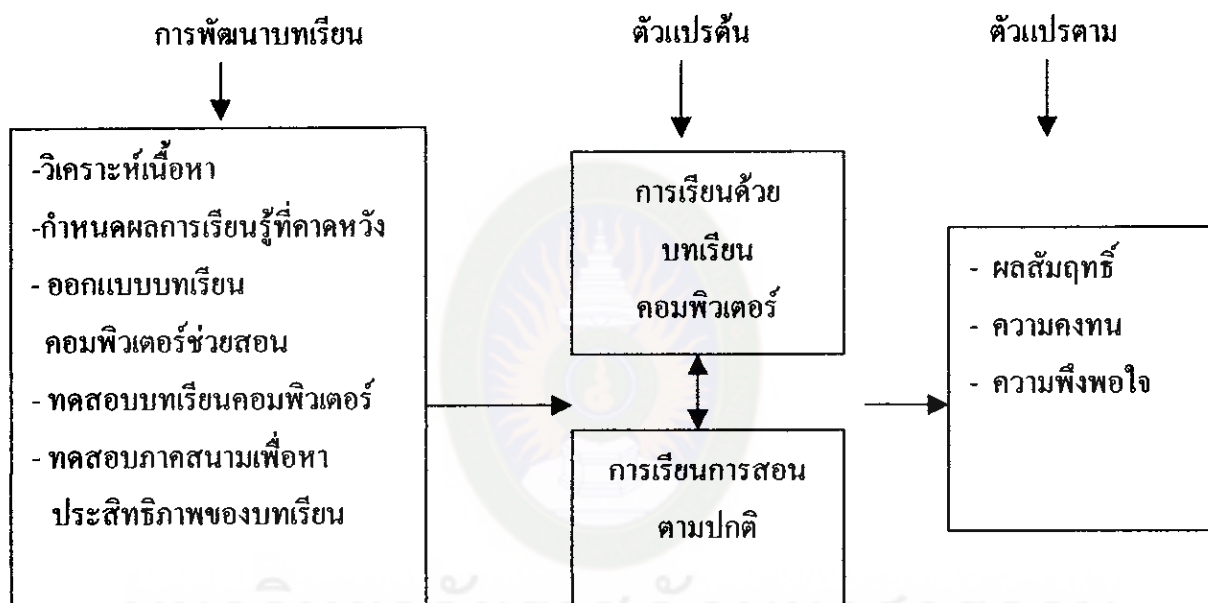 การพัฒนาบทเรียน
ตัวแปรต้น
ตัวแปรตาม
-วิเคราะห์เนื้อหา
-กำหนดผลการเรียนรู้ที่คาดหวัง
- ออกแบบบทเรียน
คอมพิวเตอร์ช่วยสอน
- ทดสอบบทเรียนคอมพิวเตอร์
- ทดสอบภาคสนามเพื่อหา
ประสิทธิภาพของบทเรียน
การเรียนด้วย
บทเรียน
คอมพิวเตอร์
การเรียนการสอน
ตามปกติ
- ผลสัมฤทธิ์
- ความคงทน
- ความพึงพอใจ